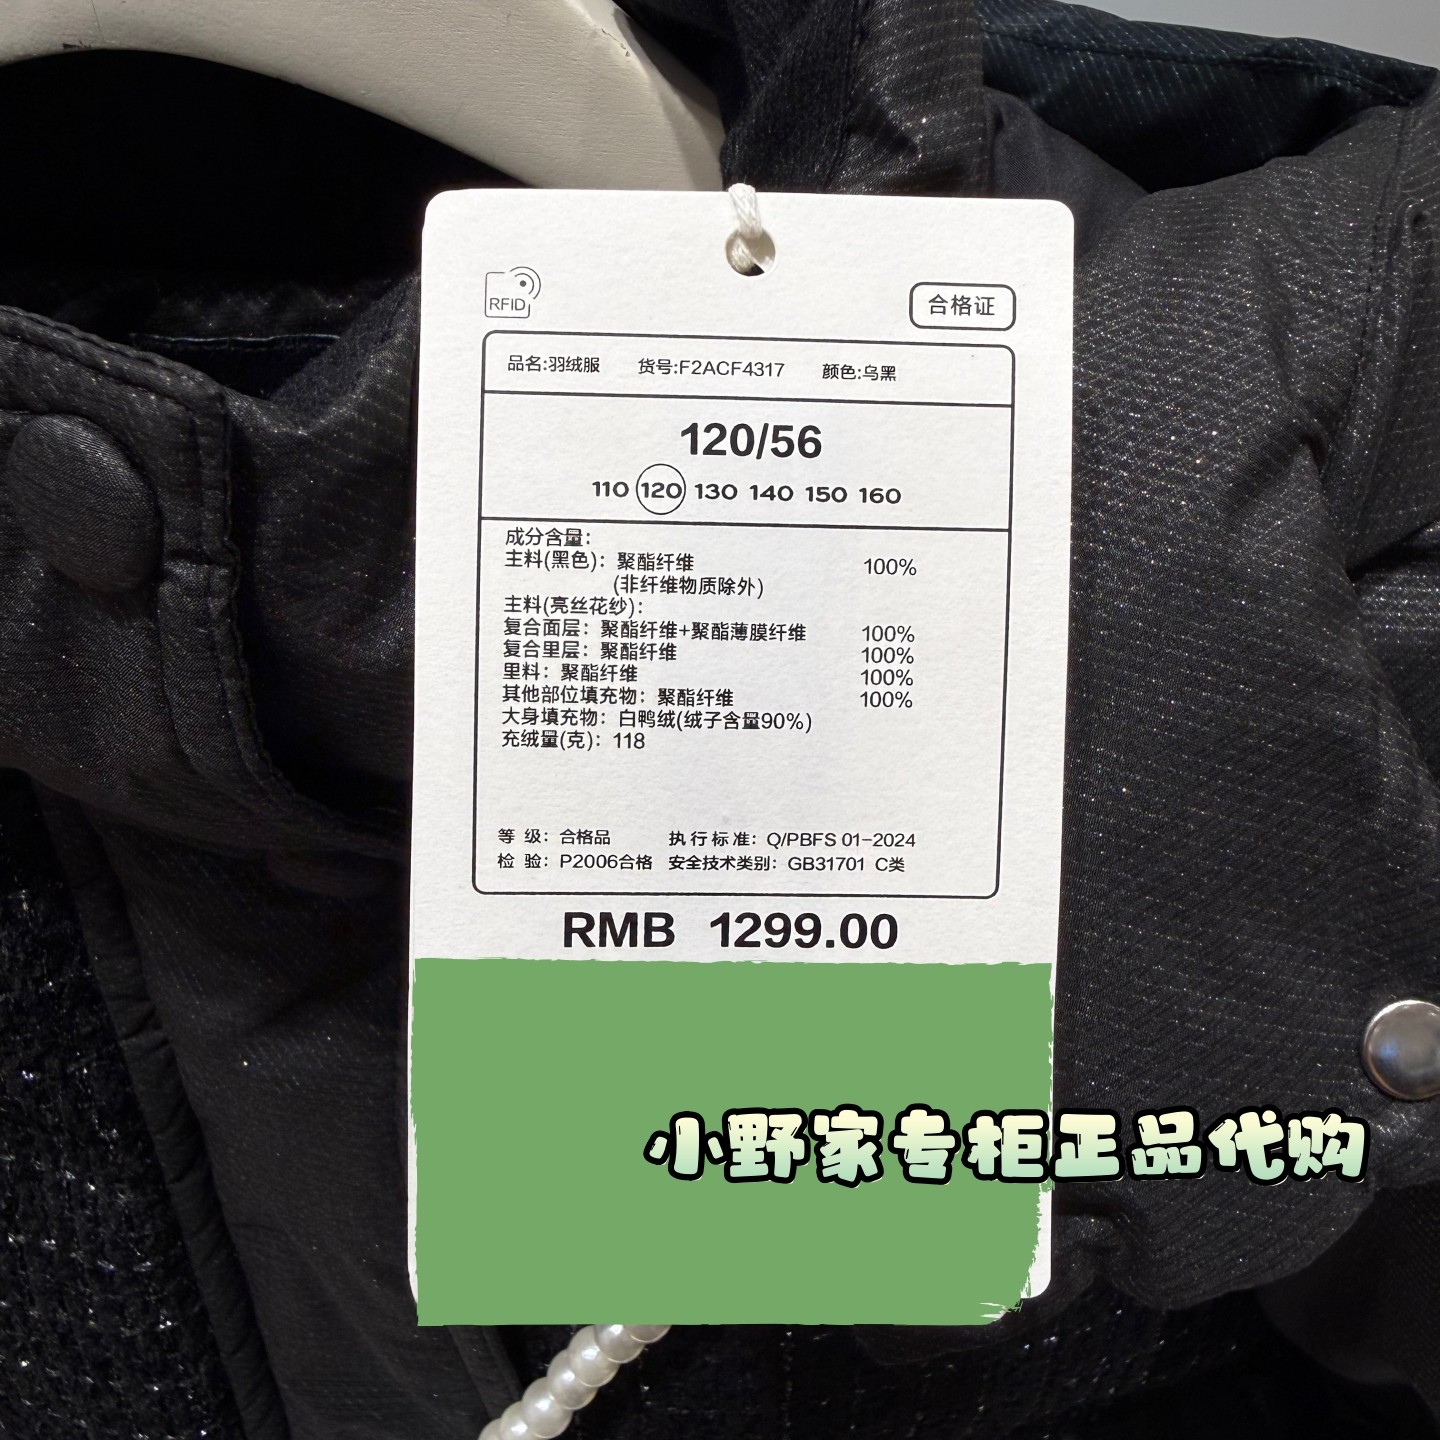 RFID
合格证
品名:羽绒服 货号:F2ACF4317 颜色:乌黑
120/56
110 120 130 140 150 160
成分含量：
主料(黑色)：聚酯纤维 100%
(非纤维物质除外)
主料(亮丝花纱)：
复合面层：聚酯纤维+聚酯薄膜纤维 100%
复合里层：聚酯纤维 100%
里料：聚酯纤维 100%
其他部位填充物：聚酯纤维 100%
大身填充物：白鸭绒(绒子含量90%)
充绒量(克)：118
等 级：合格品 执行标准：Q/PBFS 01-2024
检 验：P2006合格 安全技术类别：GB31701 C类
RMB 1299.00
小野家专柜正品代购